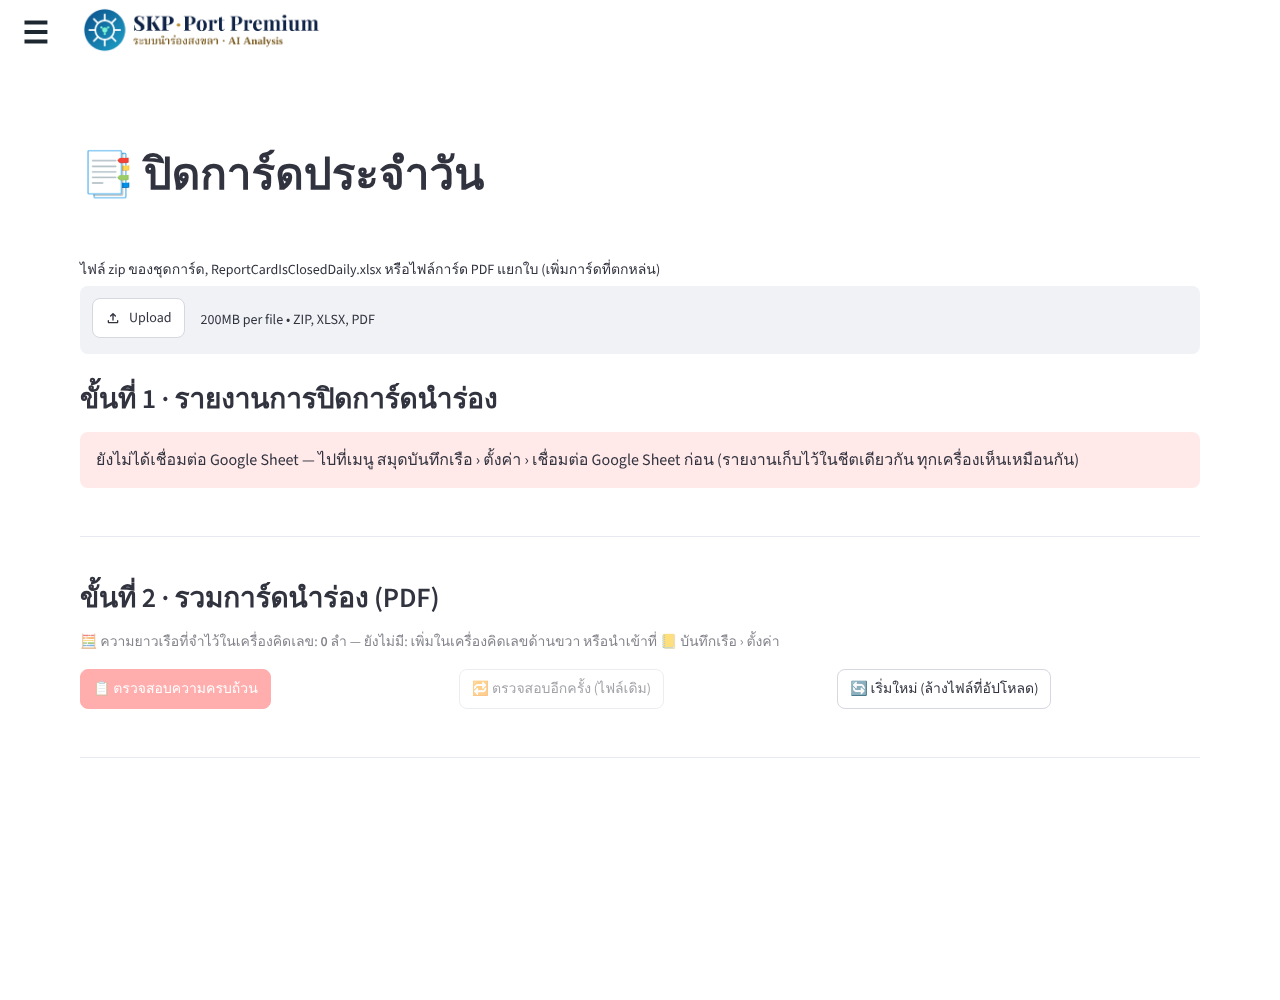 SKP·Port Premium
ระบบนำร่องสงขลา · AI Analysis
ปิดการ์ดประจำวัน
ไฟล์ zip ของชุดการ์ด, ReportCardIsClosedDaily.xlsx หรือไฟล์การ์ด PDF แยกใบ (เพิ่มการ์ดที่ตกหล่น)
Upload
200MB per file • ZIP, XLSX, PDF
ขั้นที่ 1 · รายงานการปิดการ์ดนำร่อง
ยังไม่ได้เชื่อมต่อ Google Sheet — ไปที่เมนู สมุดบันทึกเรือ › ตั้งค่า › เชื่อมต่อ Google Sheet ก่อน (รายงานเก็บไว้ในชีตเดียวกัน ทุกเครื่องเห็นเหมือนกัน)
ขั้นที่ 2 · รวมการ์ดนำร่อง (PDF)
🧮 ความยาวเรือที่จำไว้ในเครื่องคิดเลข: 0 ลำ — ยังไม่มี: เพิ่มในเครื่องคิดเลขด้านขวา หรือนำเข้าที่ 📒 บันทึกเรือ › ตั้งค่า
📋 ตรวจสอบความครบถ้วน
🔁 ตรวจสอบอีกครั้ง (ไฟล์เดิม)
🔄 เริ่มใหม่ (ล้างไฟล์ที่อัปโหลด)